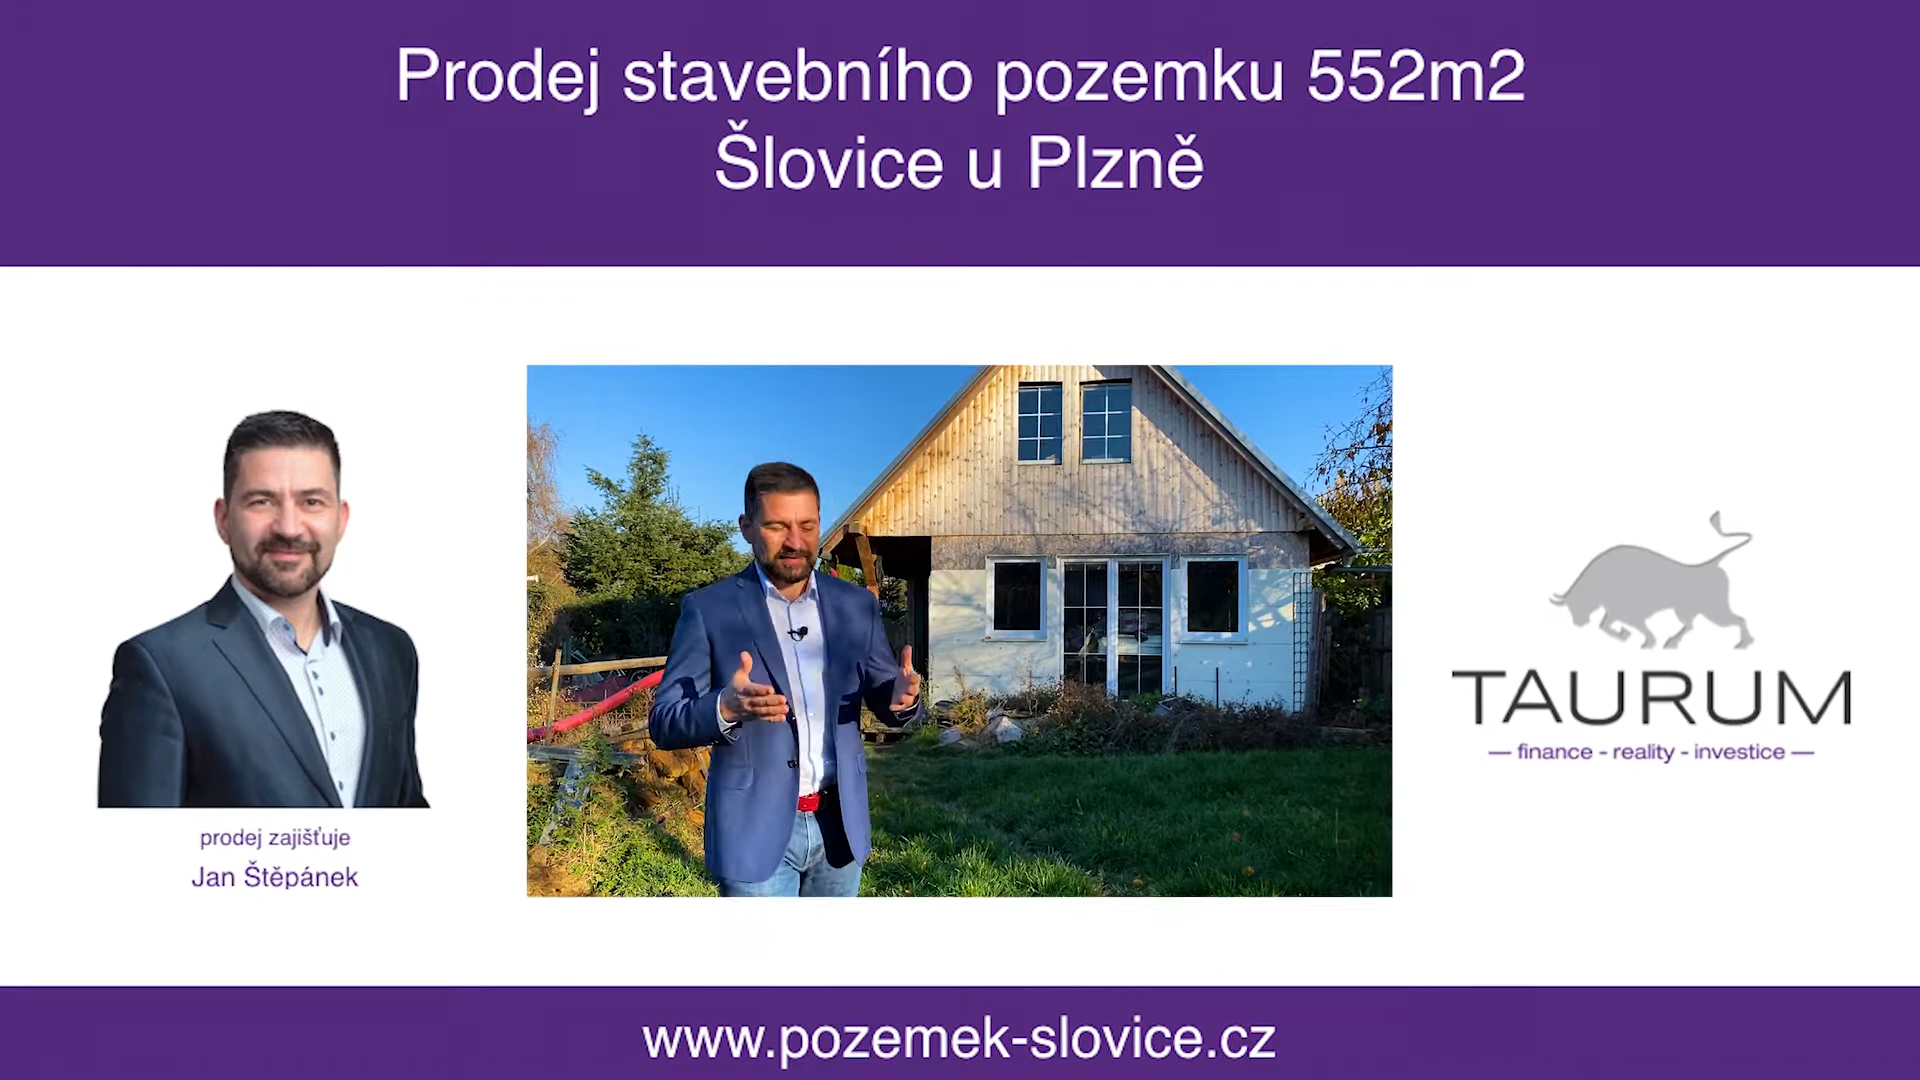 Prodej stavebního pozemku 552m2
Šlovice u Plzně
prodej zajišťuje
Jan Štěpánek
TAURUM
— finance - reality - investice —
www.pozemek-slovice.cz